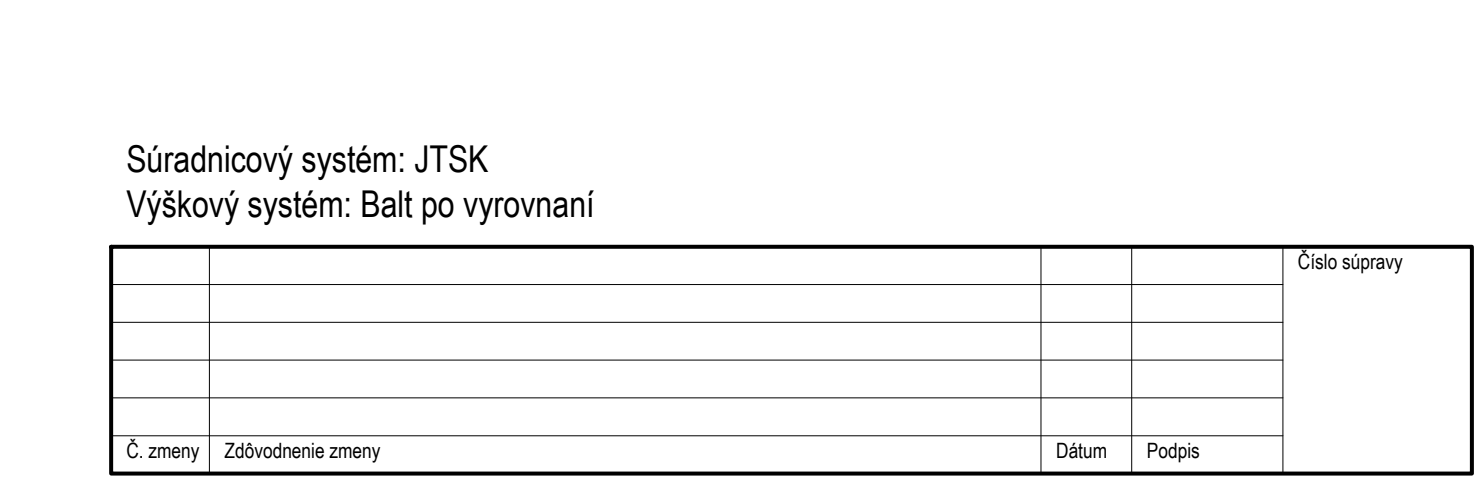 Súradnicový systém: JTSK
Výškový systém: Balt po vyrovnaní
Číslo súpravy
Č. zmeny Zdôvodnenie zmeny Dátum Podpis